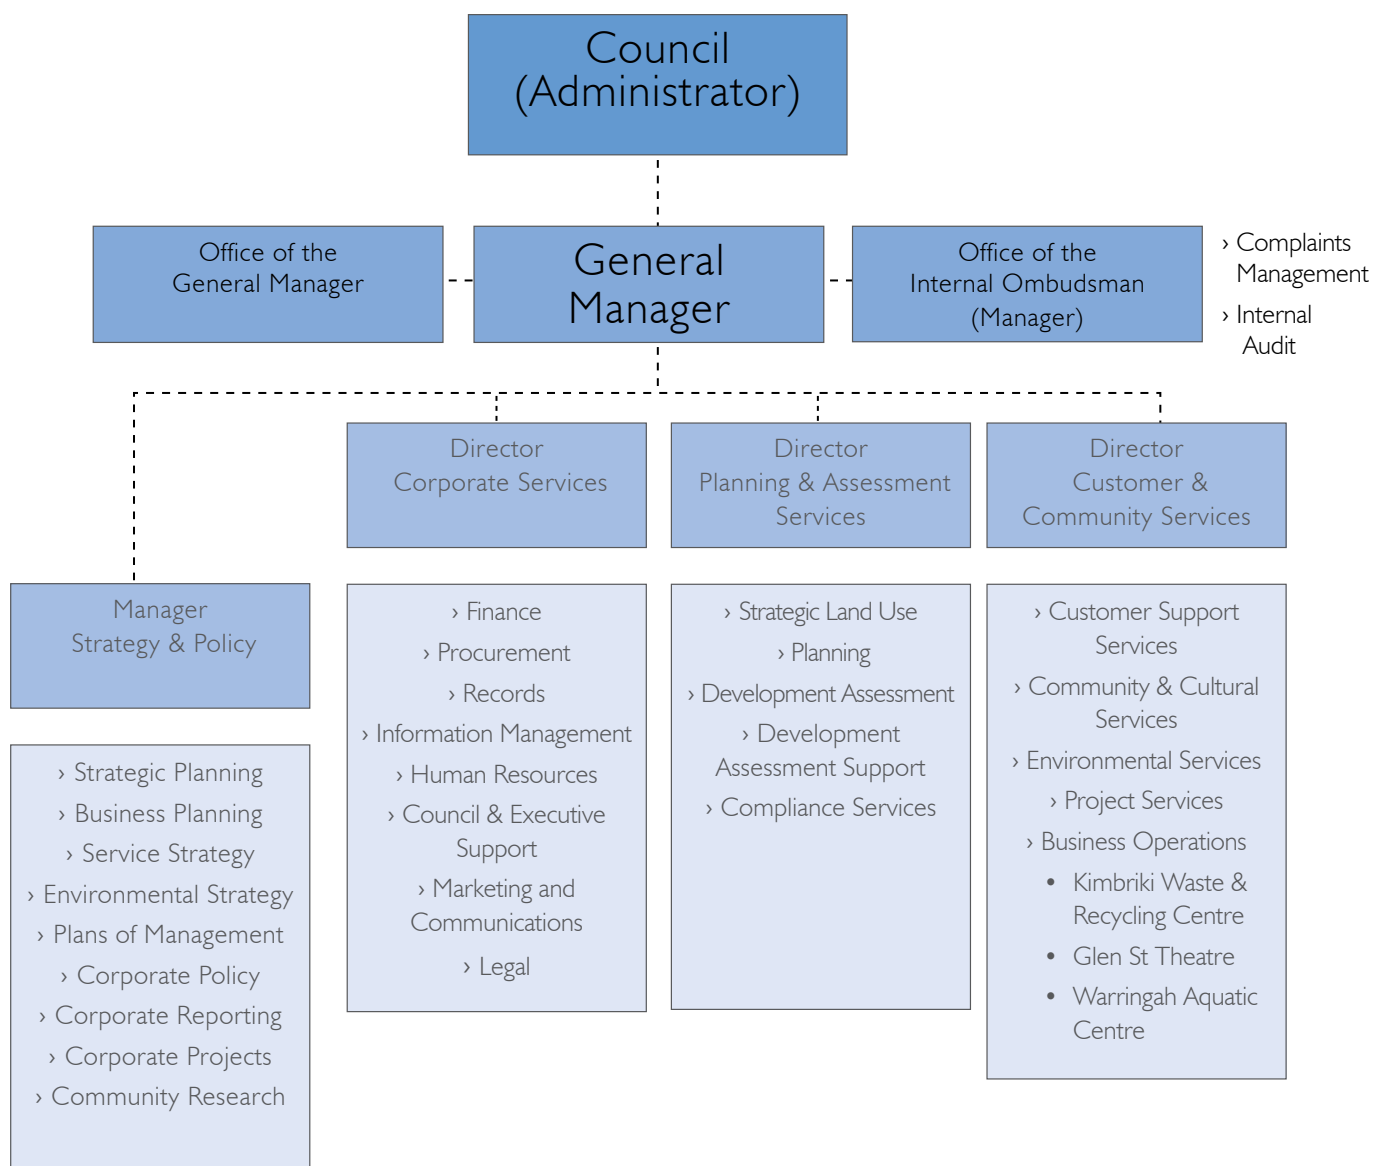 Council
(Administrator)
Office of the
General Manager
General
Manager
Office of the
Internal Ombudsman
(Manager)
› Complaints
Management
› Internal
Audit
Director
Corporate Services
Director
Planning & Assessment
Services
Director
Customer &
Community Services
Manager
Strategy & Policy
› Strategic Planning
› Business Planning
› Service Strategy
› Environmental Strategy
› Plans of Management
› Corporate Policy
› Corporate Reporting
› Corporate Projects
› Community Research
› Finance
› Procurement
› Records
› Information Management
› Human Resources
› Council & Executive
Support
› Marketing and
Communications
› Legal
› Strategic Land Use
› Planning
› Development Assessment
› Development
Assessment Support
› Compliance Services
› Customer Support
Services
› Community & Cultural
Services
› Environmental Services
› Project Services
› Business Operations
• Kimbriki Waste &
Recycling Centre
• Glen St Theatre
• Warringah Aquatic
Centre